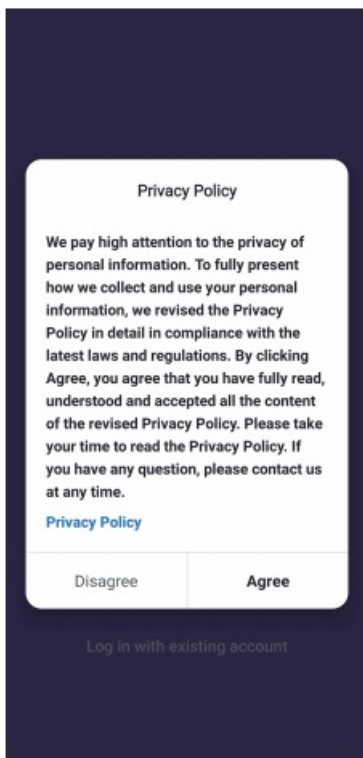 Privacy Policy
We pay high attention to the privacy of
personal information. To fully present
how we collect and use your personal
information, we revised the Privacy
Policy in detail in compliance with the
latest laws and regulations. By clicking
Agree, you agree that you have fully read,
understood and accepted all the content
of the revised Privacy Policy. Please take
your time to read the Privacy Policy. If
you have any question, please contact us
at any time.
Privacy Policy
Disagree Agree
Log in with existing account